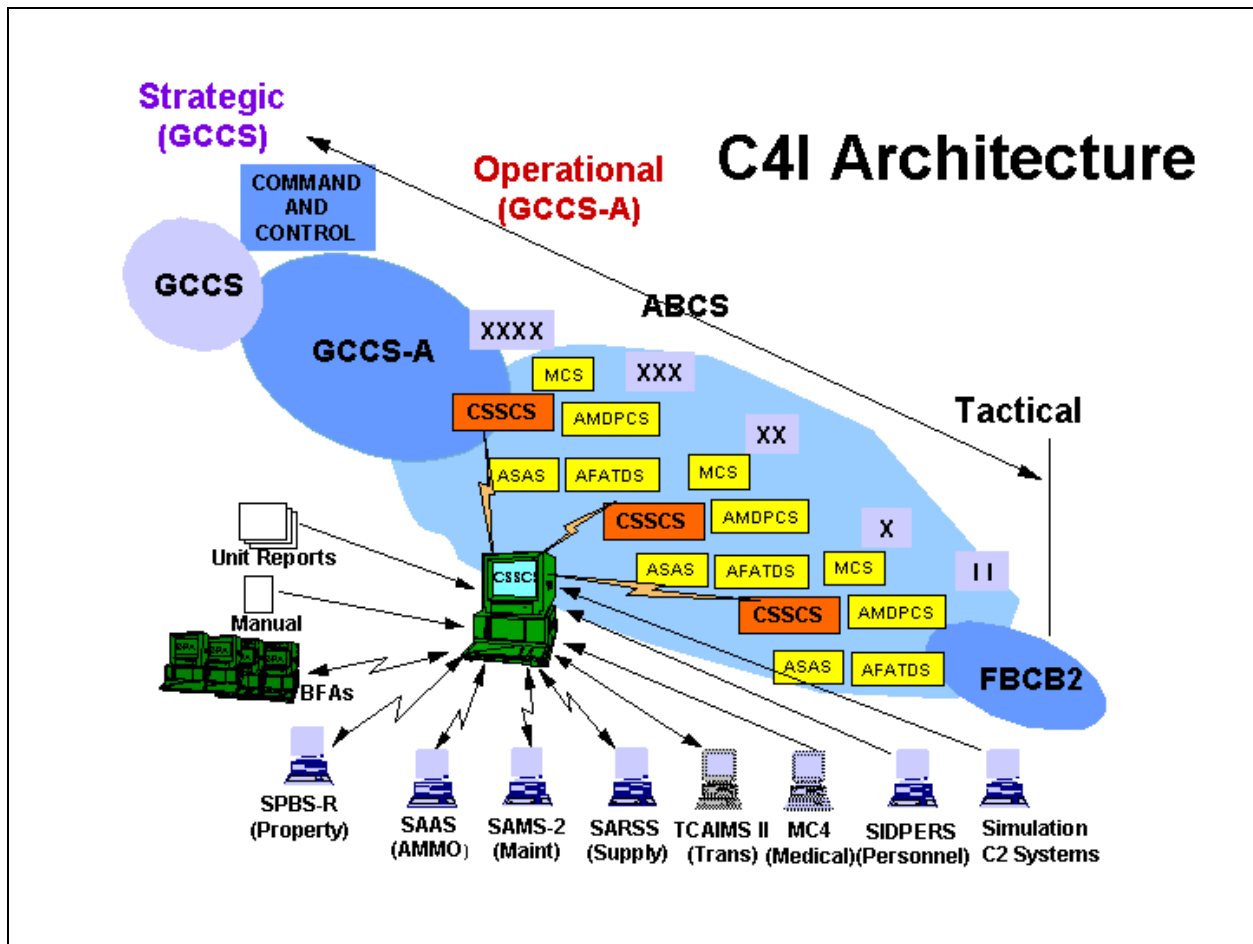 Strategic
(GCCS)
C4I Architecture
Operational
(GCCS-A)
COMMAND
AND
CONTROL
GCCS
ABCS
XXXX
GCCS-A
XXX
MCS
CSSCS
AMDPCS
Tactical
XX
ASAS
AFATDS
MCS
CSSCS
AMDPCS
X
Unit Reports
CSSCS
ASAS
AFATDS
MCS
II
Manual
CSSCS
AMDPCS
BFAs
ASAS
AFATDS
FBCB2
SPBS-R
(Property)
SAAS
(AMMO)
SAMS-2
(Maint)
SARSS
(Supply)
TCAIMS II
(Trans)
MC4
(Medical)
SIDPERS
(Personnel)
Simulation
C2 Systems